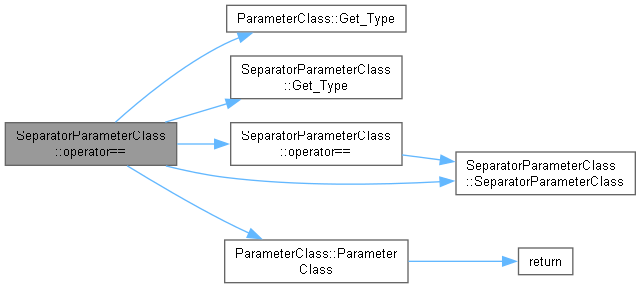 ParameterClass::Get_Type
SeparatorParameterClass
::Get_Type
SeparatorParameterClass
::operator==
SeparatorParameterClass
::operator==
SeparatorParameterClass
::SeparatorParameterClass
ParameterClass::Parameter
Class
return